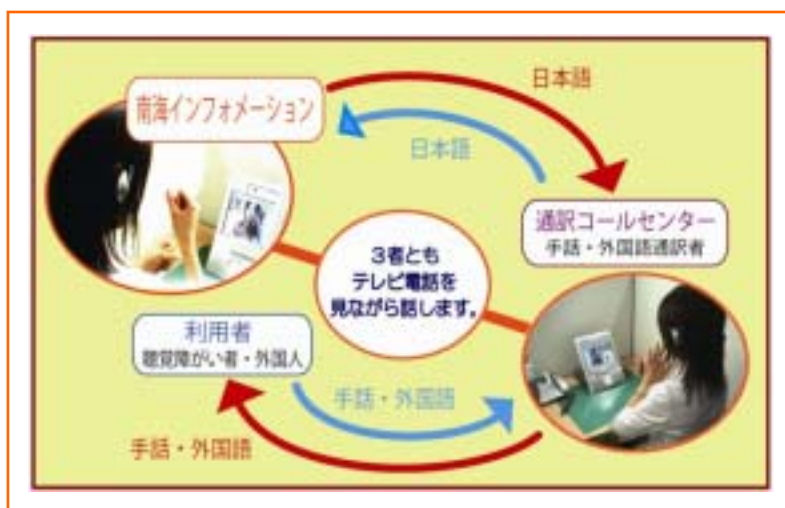 日本語
南海インフォメーション
日本語
通訳コールセンター
手話・外国語通訳者
3者とも
テレビ電話を
見ながら話します。
利用者
聴覚障がい者・外国人
手話・外国語
手話・外国語